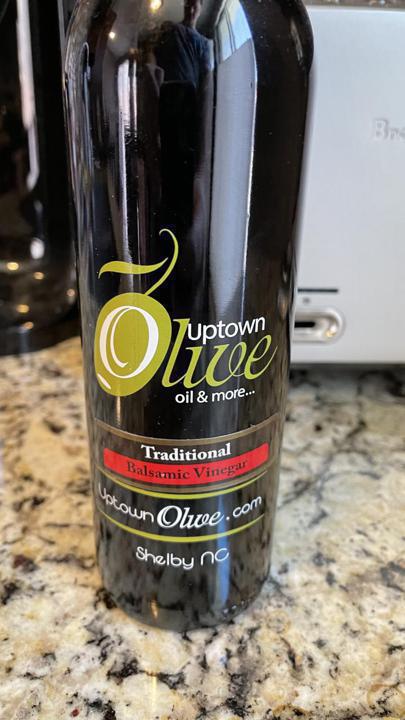 Uptown
Olive
oil & more...
Traditional
Balsamic Vinegar
UptownOlive.com
Shelby NC